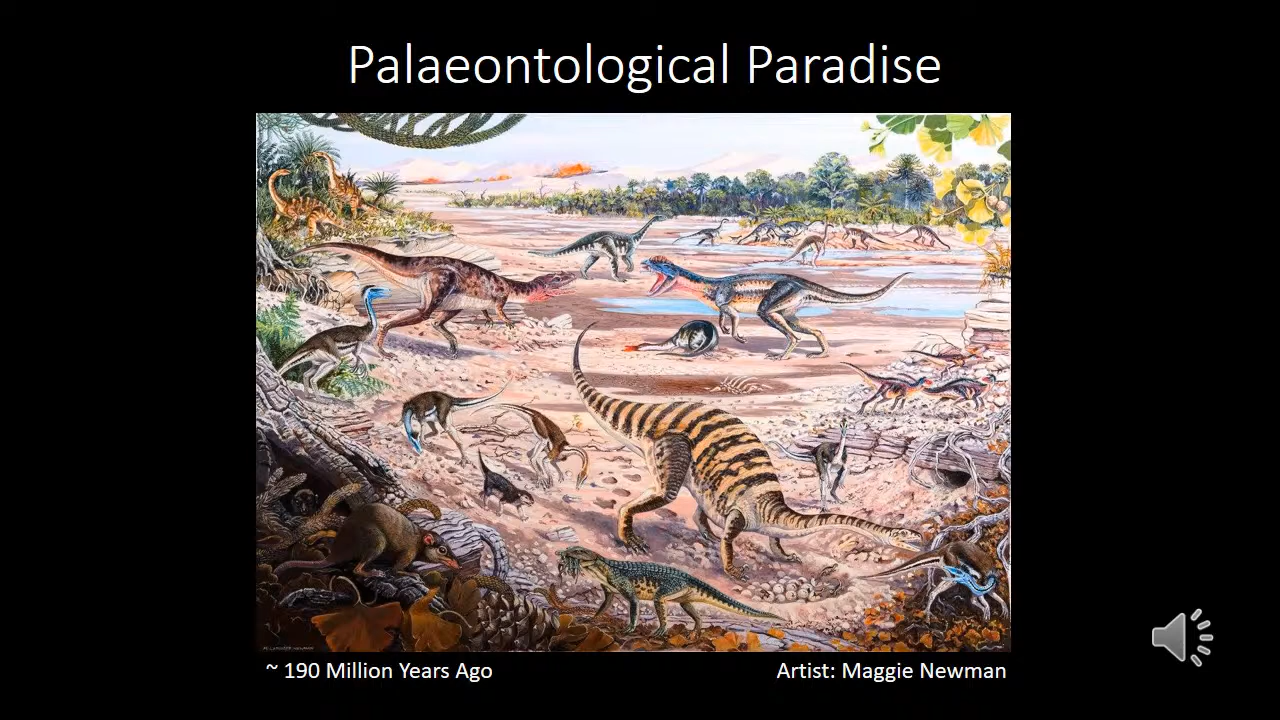 Palaeontological Paradise
~ 190 Million Years Ago
Artist: Maggie Newman